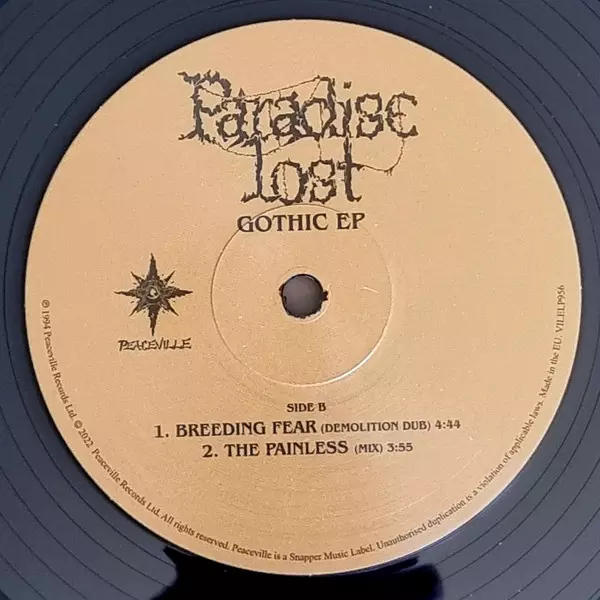 Paradise
Lost
GOTHIC EP
PEACEVILLE
SIDE B
1. BREEDING FEAR (DEMOLITION DUB) 4:44
2. THE PAINLESS (MIX) 3:55
℗ 1994 Peaceville Records Ltd. © 2022 Peaceville Records Ltd. All rights reserved. Peaceville is a Snapper Music Label. Unauthorised duplication is a violation of applicable laws. Made in the EU. VILELP956